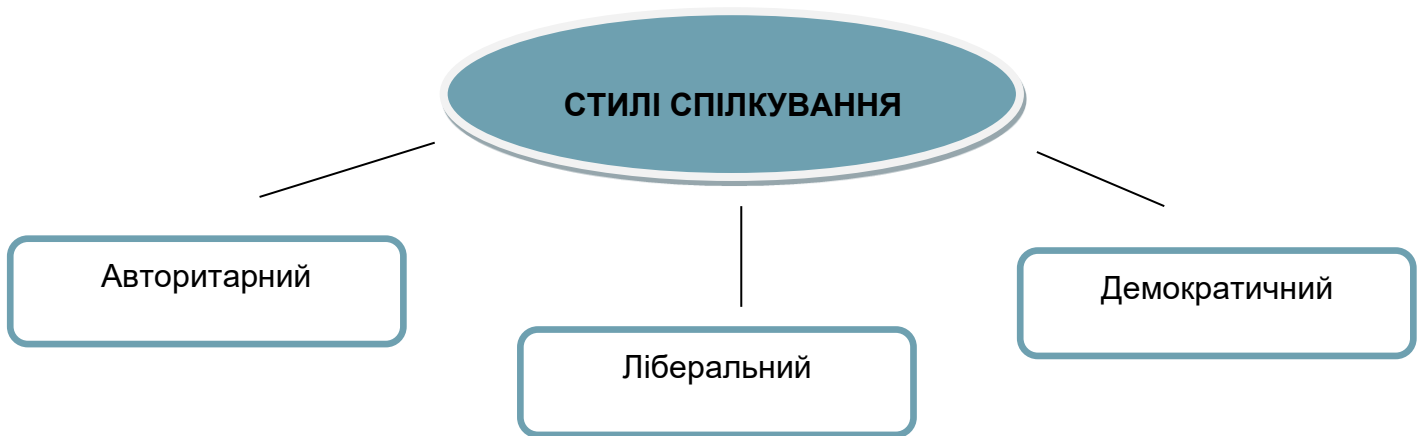 СТИЛІ СПІЛКУВАННЯ
Авторитарний
Ліберальний
Демократичний